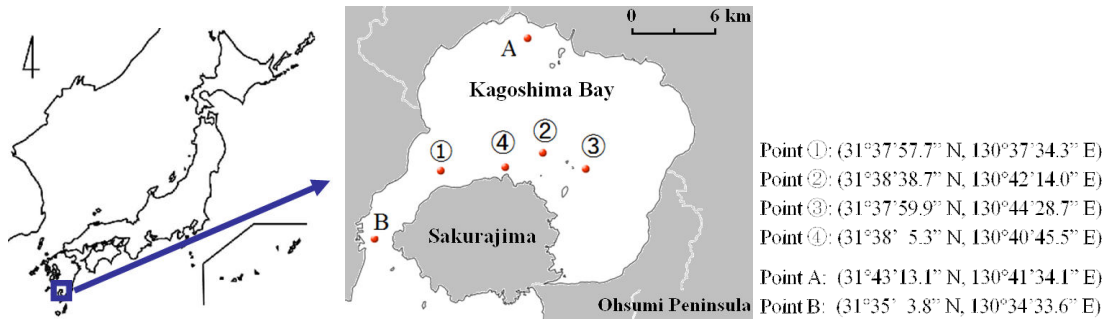 0 6 km
A
Kagoshima Bay
① ④ ② ③
B
Sakurajima
Ohsumi Peninsula
Point ①: (31°37’57.7” N, 130°37’34.3” E)
Point ②: (31°38’38.7” N, 130°42’14.0” E)
Point ③: (31°37’59.9” N, 130°44’28.7” E)
Point ④: (31°38’ 5.3” N, 130°40’45.5” E)
Point A: (31°43’13.1” N, 130°41’34.1” E)
Point B: (31°35’ 3.8” N, 130°34’33.6” E)